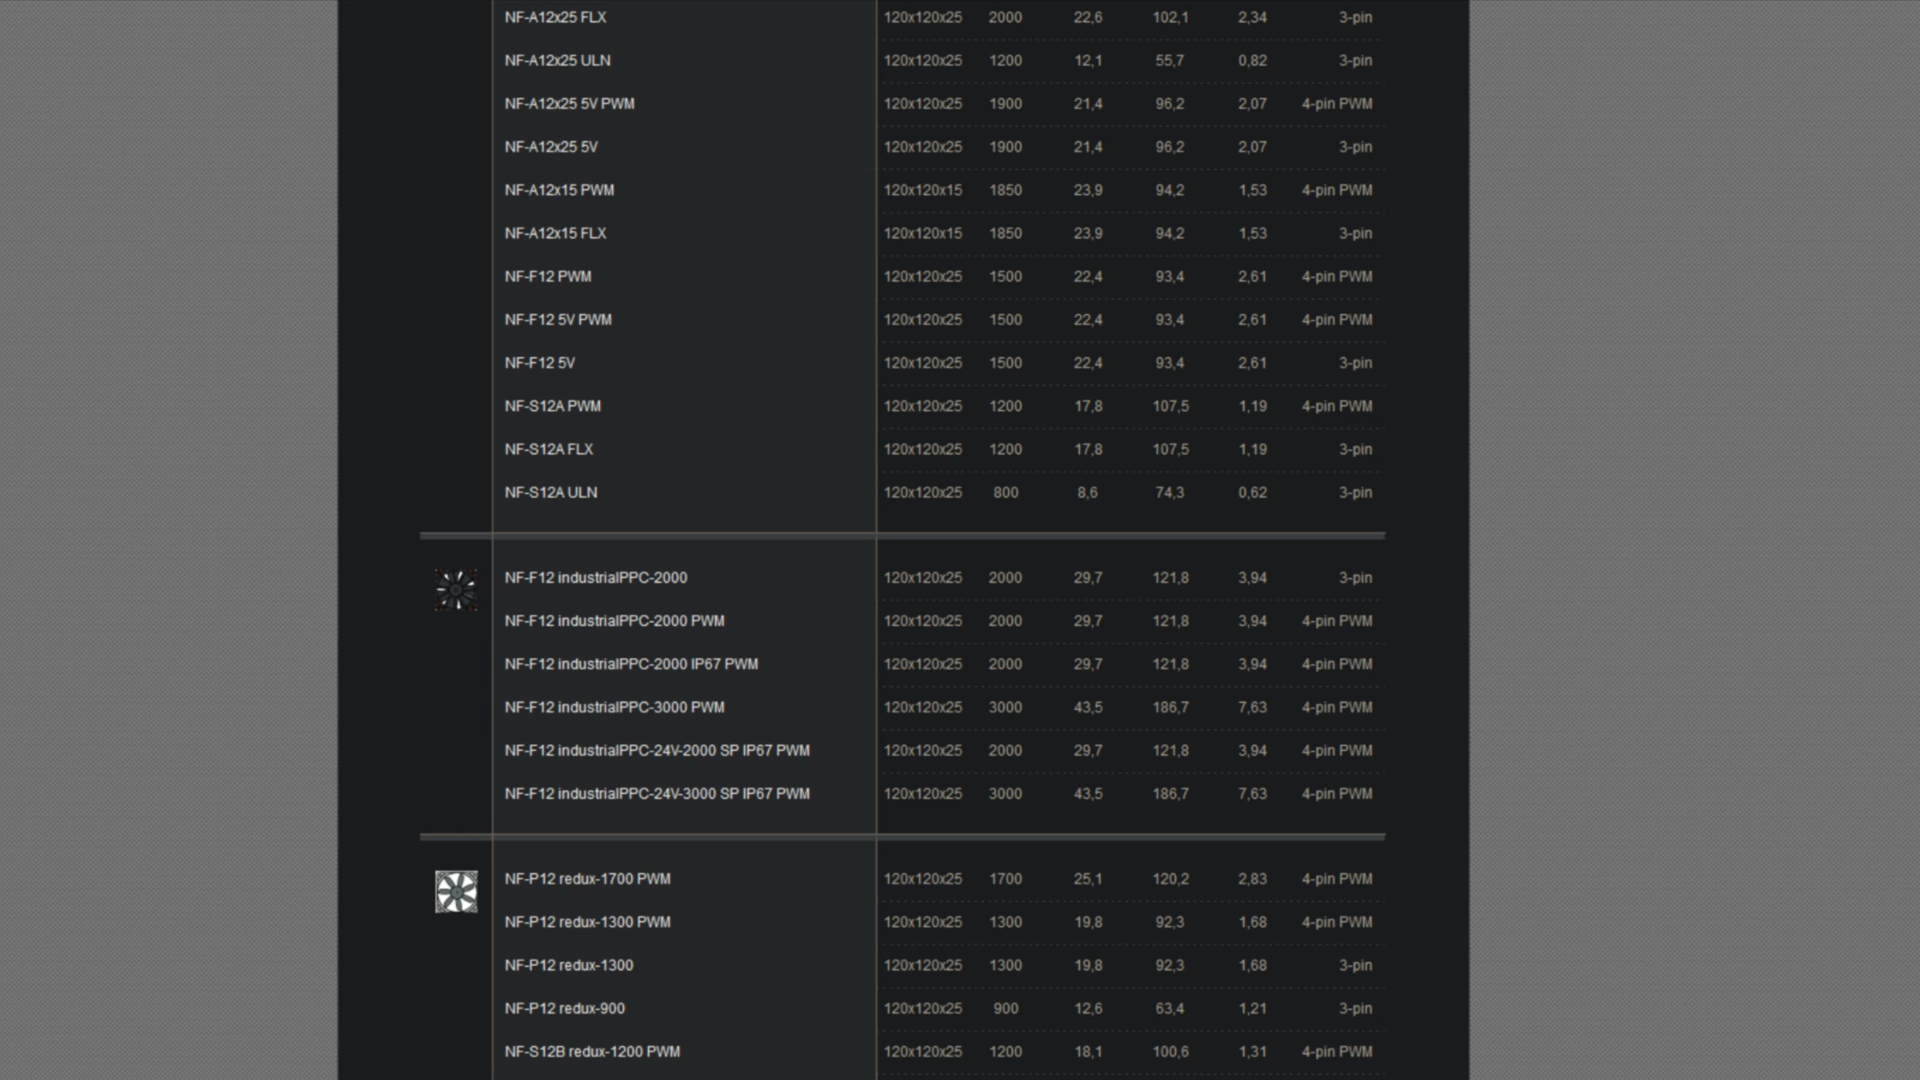 NF-A12x25 FLX 120x120x25 2000 22,6 102,1 2,34 3-pin
NF-A12x25 ULN 120x120x25 1200 12,1 55,7 0,82 3-pin
NF-A12x25 5V PWM 120x120x25 1900 21,4 96,2 2,07 4-pin PWM
NF-A12x25 5V 120x120x25 1900 21,4 96,2 2,07 3-pin
NF-A12x15 PWM 120x120x15 1850 23,9 94,2 1,53 4-pin PWM
NF-A12x15 FLX 120x120x15 1850 23,9 94,2 1,53 3-pin
NF-F12 PWM 120x120x25 1500 22,4 93,4 2,61 4-pin PWM
NF-F12 5V PWM 120x120x25 1500 22,4 93,4 2,61 4-pin PWM
NF-F12 5V 120x120x25 1500 22,4 93,4 2,61 3-pin
NF-S12A PWM 120x120x25 1200 17,8 107,5 1,19 4-pin PWM
NF-S12A FLX 120x120x25 1200 17,8 107,5 1,19 3-pin
NF-S12A ULN 120x120x25 800 8,6 74,3 0,62 3-pin
NF-F12 industrialPPC-2000 120x120x25 2000 29,7 121,8 3,94 3-pin
NF-F12 industrialPPC-2000 PWM 120x120x25 2000 29,7 121,8 3,94 4-pin PWM
NF-F12 industrialPPC-2000 IP67 PWM 120x120x25 2000 29,7 121,8 3,94 4-pin PWM
NF-F12 industrialPPC-3000 PWM 120x120x25 3000 43,5 186,7 7,63 4-pin PWM
NF-F12 industrialPPC-24V-2000 SP IP67 PWM 120x120x25 2000 29,7 121,8 3,94 4-pin PWM
NF-F12 industrialPPC-24V-3000 SP IP67 PWM 120x120x25 3000 43,5 186,7 7,63 4-pin PWM
NF-P12 redux-1700 PWM 120x120x25 1700 25,1 120,2 2,83 4-pin PWM
NF-P12 redux-1300 PWM 120x120x25 1300 19,8 92,3 1,68 4-pin PWM
NF-P12 redux-1300 120x120x25 1300 19,8 92,3 1,68 3-pin
NF-P12 redux-900 120x120x25 900 12,6 63,4 1,21 3-pin
NF-S12B redux-1200 PWM 120x120x25 1200 18,1 100,6 1,31 4-pin PWM